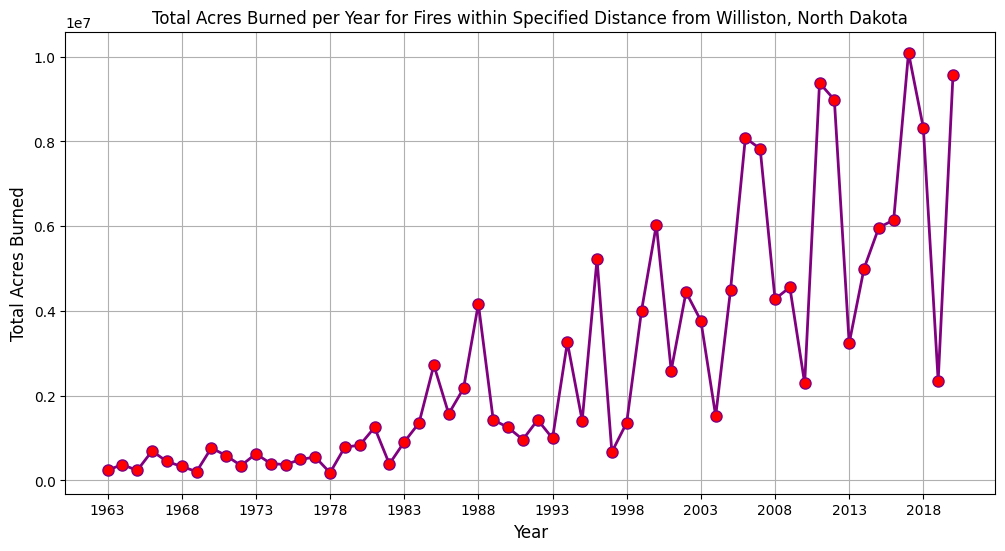 Total Acres Burned per Year for Fires within Specified Distance from Williston, North Dakota
1e7
1.0
0.8
0.6
0.4
0.2
0.0
Total Acres Burned
1963 1968 1973 1978 1983 1988 1993 1998 2003 2008 2013 2018
Year